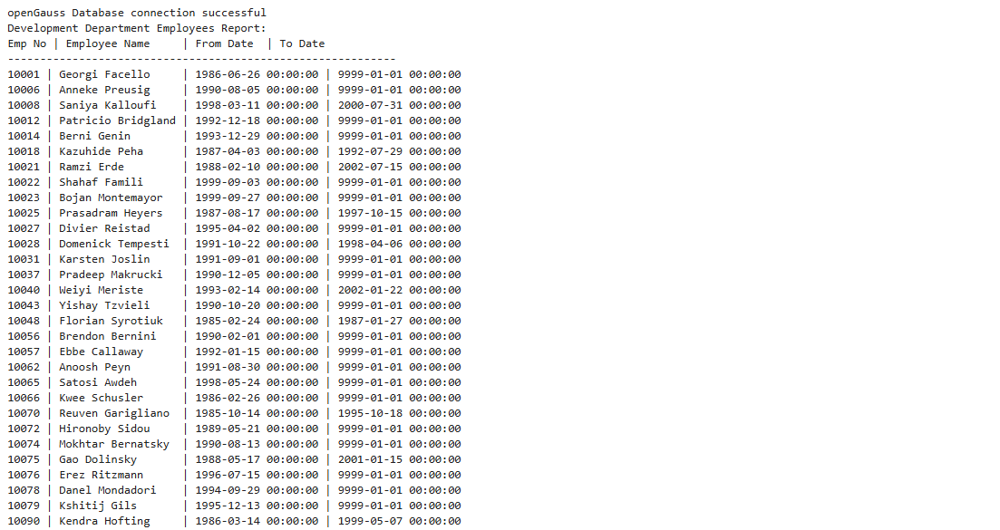 openGauss Database connection successful
Development Department Employees Report:
Emp No | Employee Name     | From Date  | To Date
------------------------------------------------------------
10001 | Georgi Facello     | 1986-06-26 00:00:00 | 9999-01-01 00:00:00
10006 | Anneke Preusig     | 1990-08-05 00:00:00 | 9999-01-01 00:00:00
10008 | Saniya Kalloufi    | 1998-03-11 00:00:00 | 2000-07-31 00:00:00
10012 | Patricio Bridgland | 1992-12-18 00:00:00 | 9999-01-01 00:00:00
10014 | Berni Genin        | 1993-12-29 00:00:00 | 9999-01-01 00:00:00
10018 | Kazuhide Peha      | 1987-04-03 00:00:00 | 1992-07-29 00:00:00
10021 | Ramzi Erde         | 1988-02-10 00:00:00 | 2002-07-15 00:00:00
10022 | Shahaf Famili      | 1999-09-03 00:00:00 | 9999-01-01 00:00:00
10023 | Bojan Montemayor   | 1999-09-27 00:00:00 | 9999-01-01 00:00:00
10025 | Prasadram Heyers   | 1987-08-17 00:00:00 | 1997-10-15 00:00:00
10027 | Divier Reistad     | 1995-04-02 00:00:00 | 9999-01-01 00:00:00
10028 | Domenick Tempesti  | 1991-10-22 00:00:00 | 1998-04-06 00:00:00
10031 | Karsten Joslin     | 1991-09-01 00:00:00 | 9999-01-01 00:00:00
10037 | Pradeep Makrucki   | 1990-12-05 00:00:00 | 9999-01-01 00:00:00
10040 | Weiyi Meriste      | 1993-02-14 00:00:00 | 2002-01-22 00:00:00
10043 | Yishay Tzvieli     | 1990-10-20 00:00:00 | 9999-01-01 00:00:00
10048 | Florian Syrotiuk   | 1985-02-24 00:00:00 | 1987-01-27 00:00:00
10056 | Brendon Bernini    | 1990-02-01 00:00:00 | 9999-01-01 00:00:00
10057 | Ebbe Callaway      | 1992-01-15 00:00:00 | 9999-01-01 00:00:00
10062 | Anoosh Peyn        | 1991-08-30 00:00:00 | 9999-01-01 00:00:00
10065 | Satosi Awdeh       | 1998-05-24 00:00:00 | 9999-01-01 00:00:00
10066 | Kwee Schusler      | 1986-02-26 00:00:00 | 9999-01-01 00:00:00
10070 | Reuven Garigliano  | 1985-10-14 00:00:00 | 1995-10-18 00:00:00
10072 | Hironoby Sidou     | 1989-05-21 00:00:00 | 9999-01-01 00:00:00
10074 | Mokhtar Bernatsky  | 1990-08-13 00:00:00 | 9999-01-01 00:00:00
10075 | Gao Dolinsky       | 1988-05-17 00:00:00 | 2001-01-15 00:00:00
10076 | Erez Ritzmann      | 1996-07-15 00:00:00 | 9999-01-01 00:00:00
10078 | Danel Mondadori    | 1994-09-29 00:00:00 | 9999-01-01 00:00:00
10079 | Kshitij Gils       | 1995-12-13 00:00:00 | 9999-01-01 00:00:00
10090 | Kendra Hofting     | 1986-03-14 00:00:00 | 1999-05-07 00:00:00